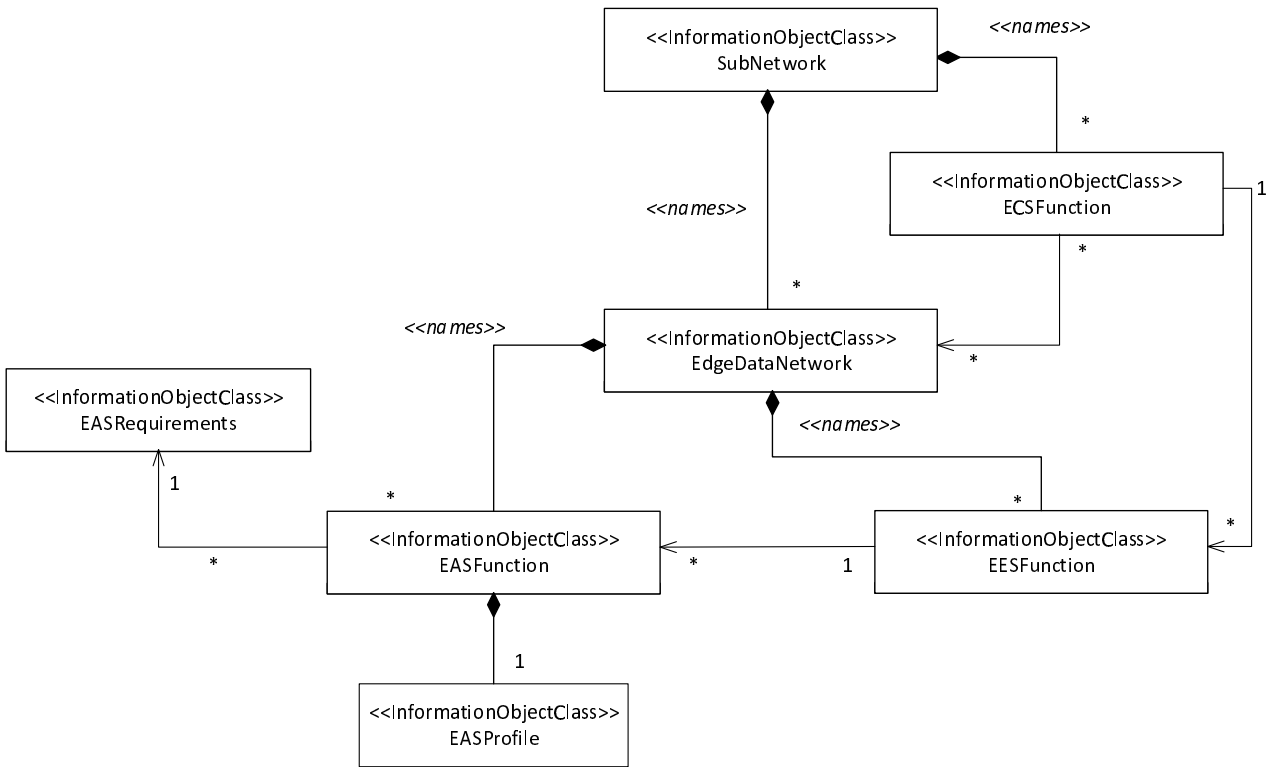 <<InformationObjectClass>>
SubNetwork
<<names>>
*
<<InformationObjectClass>>
ECSFunction
1
<<names>>
*
*
<<InformationObjectClass>>
EdgeDataNetwork
*
<<names>>
<<InformationObjectClass>>
EASRequirements
1
<<names>>
*
*
*
<<InformationObjectClass>>
EASFunction
*
*
1
<<InformationObjectClass>>
EESFunction
1
<<InformationObjectClass>>
EASProfile